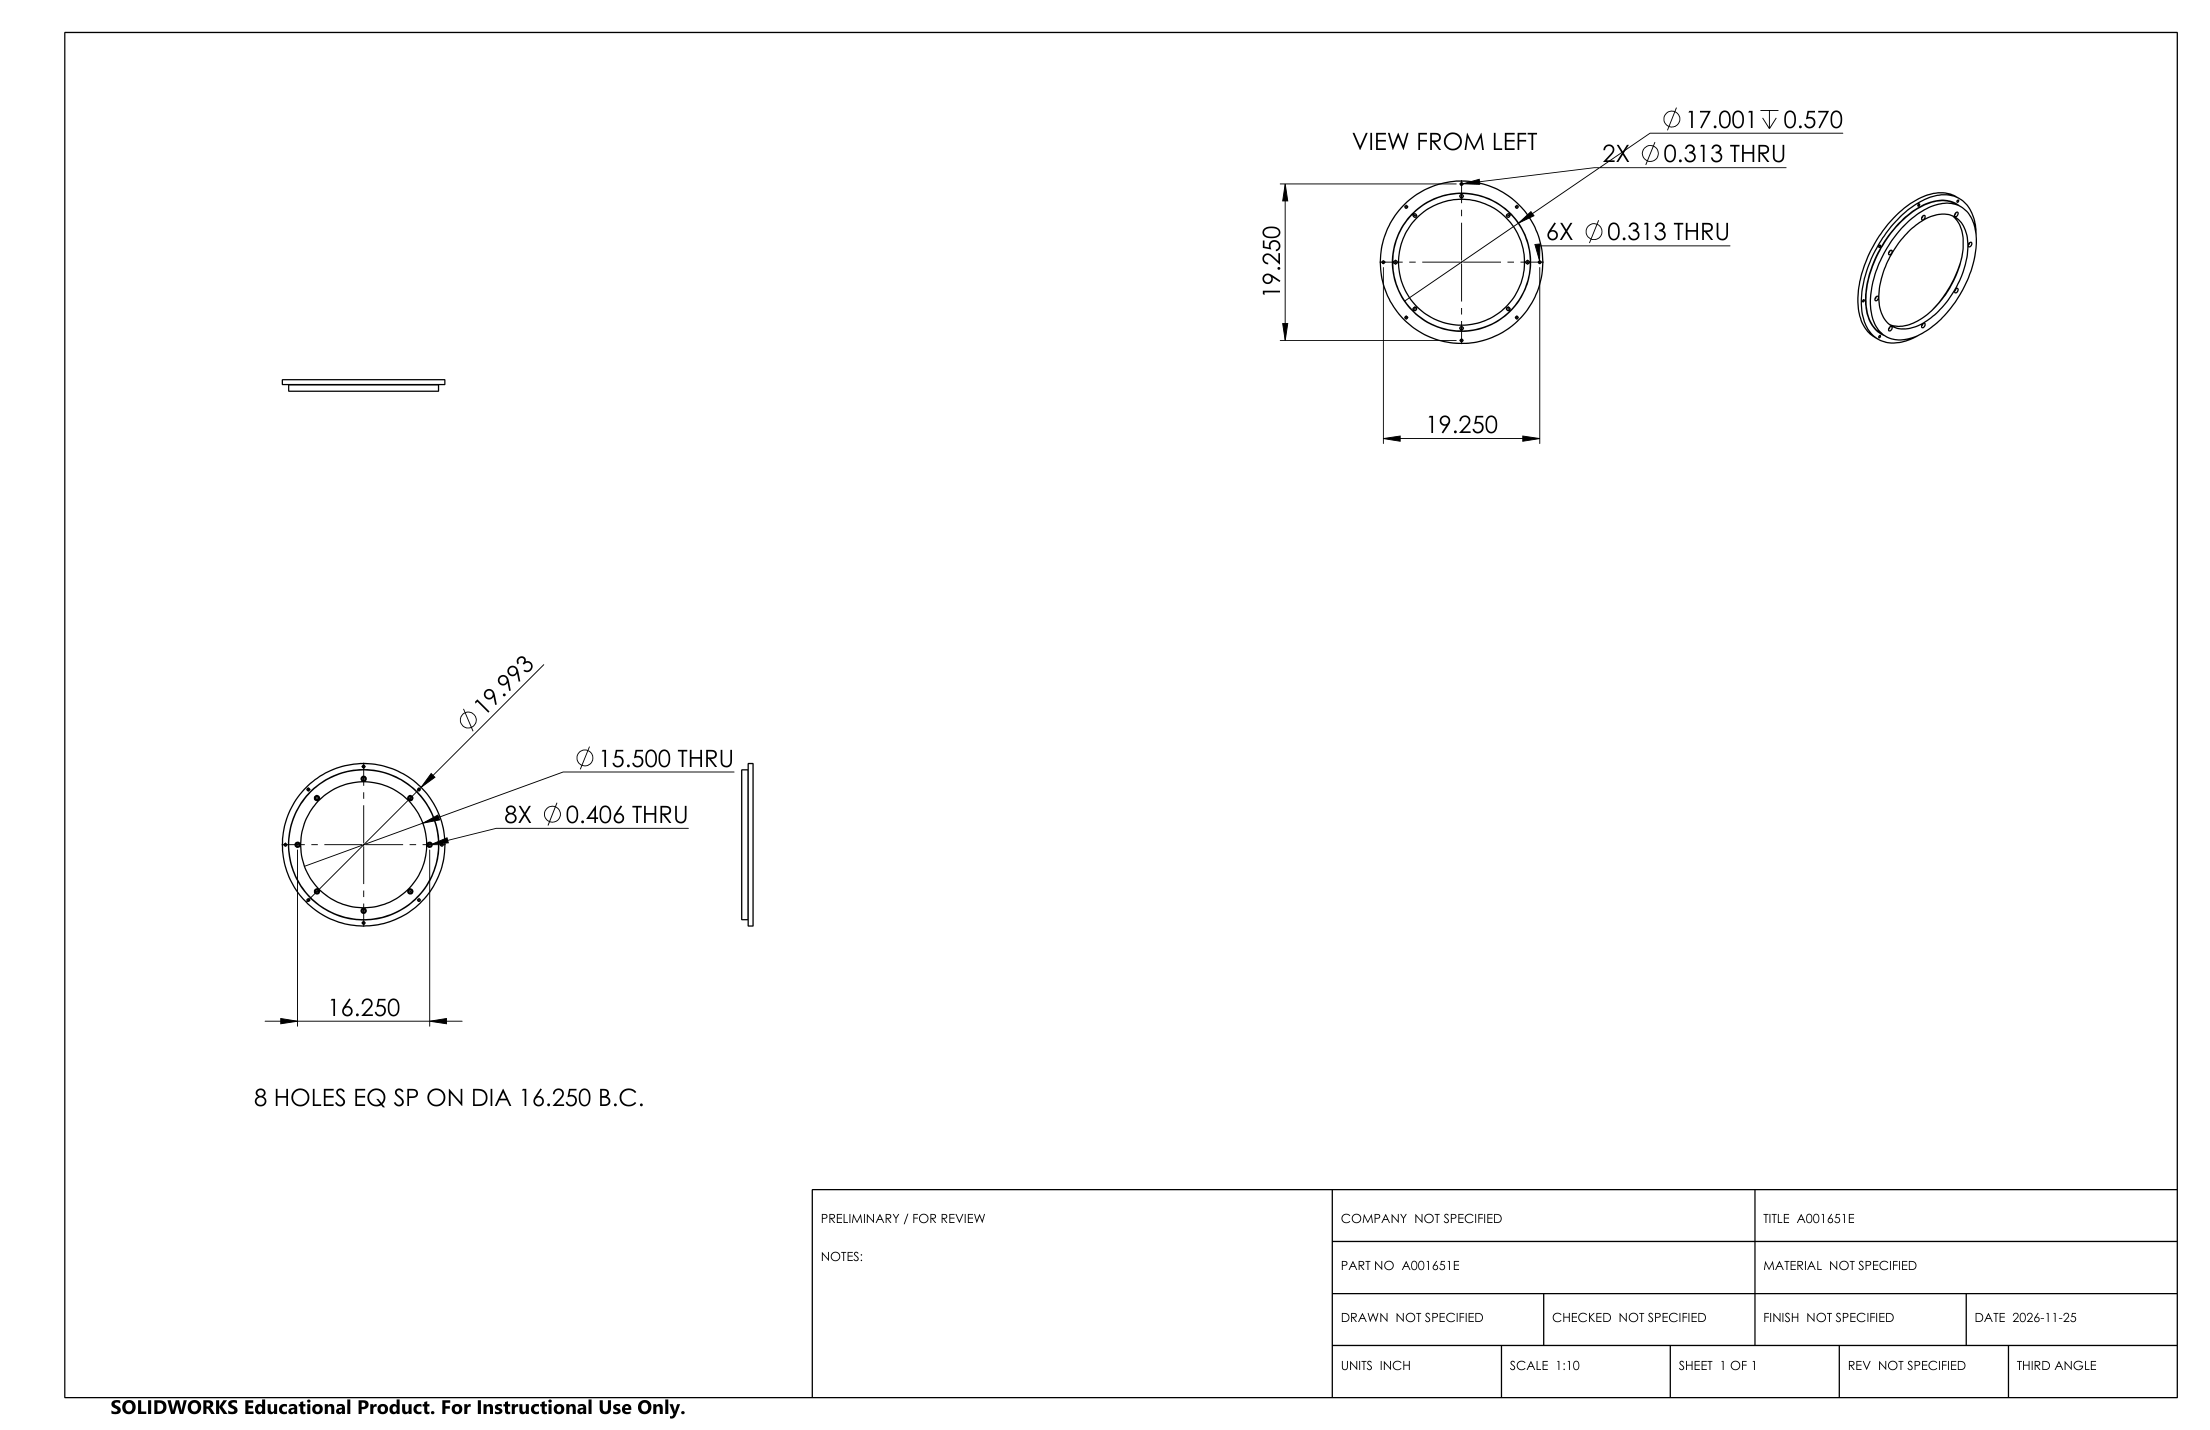 VIEW FROM LEFT
⌀17.001↧0.570
2X ⌀0.313 THRU
6X ⌀0.313 THRU
19.250
19.250
⌀19.993
⌀15.500 THRU
8X ⌀0.406 THRU
16.250
8 HOLES EQ SP ON DIA 16.250 B.C.
PRELIMINARY / FOR REVIEW
NOTES:
COMPANY NOT SPECIFIED
TITLE A001651E
PART NO A001651E
MATERIAL NOT SPECIFIED
DRAWN NOT SPECIFIED
CHECKED NOT SPECIFIED
FINISH NOT SPECIFIED
DATE 2026-11-25
UNITS INCH
SCALE 1:10
SHEET 1 OF 1
REV NOT SPECIFIED
THIRD ANGLE
SOLIDWORKS Educational Product. For Instructional Use Only.